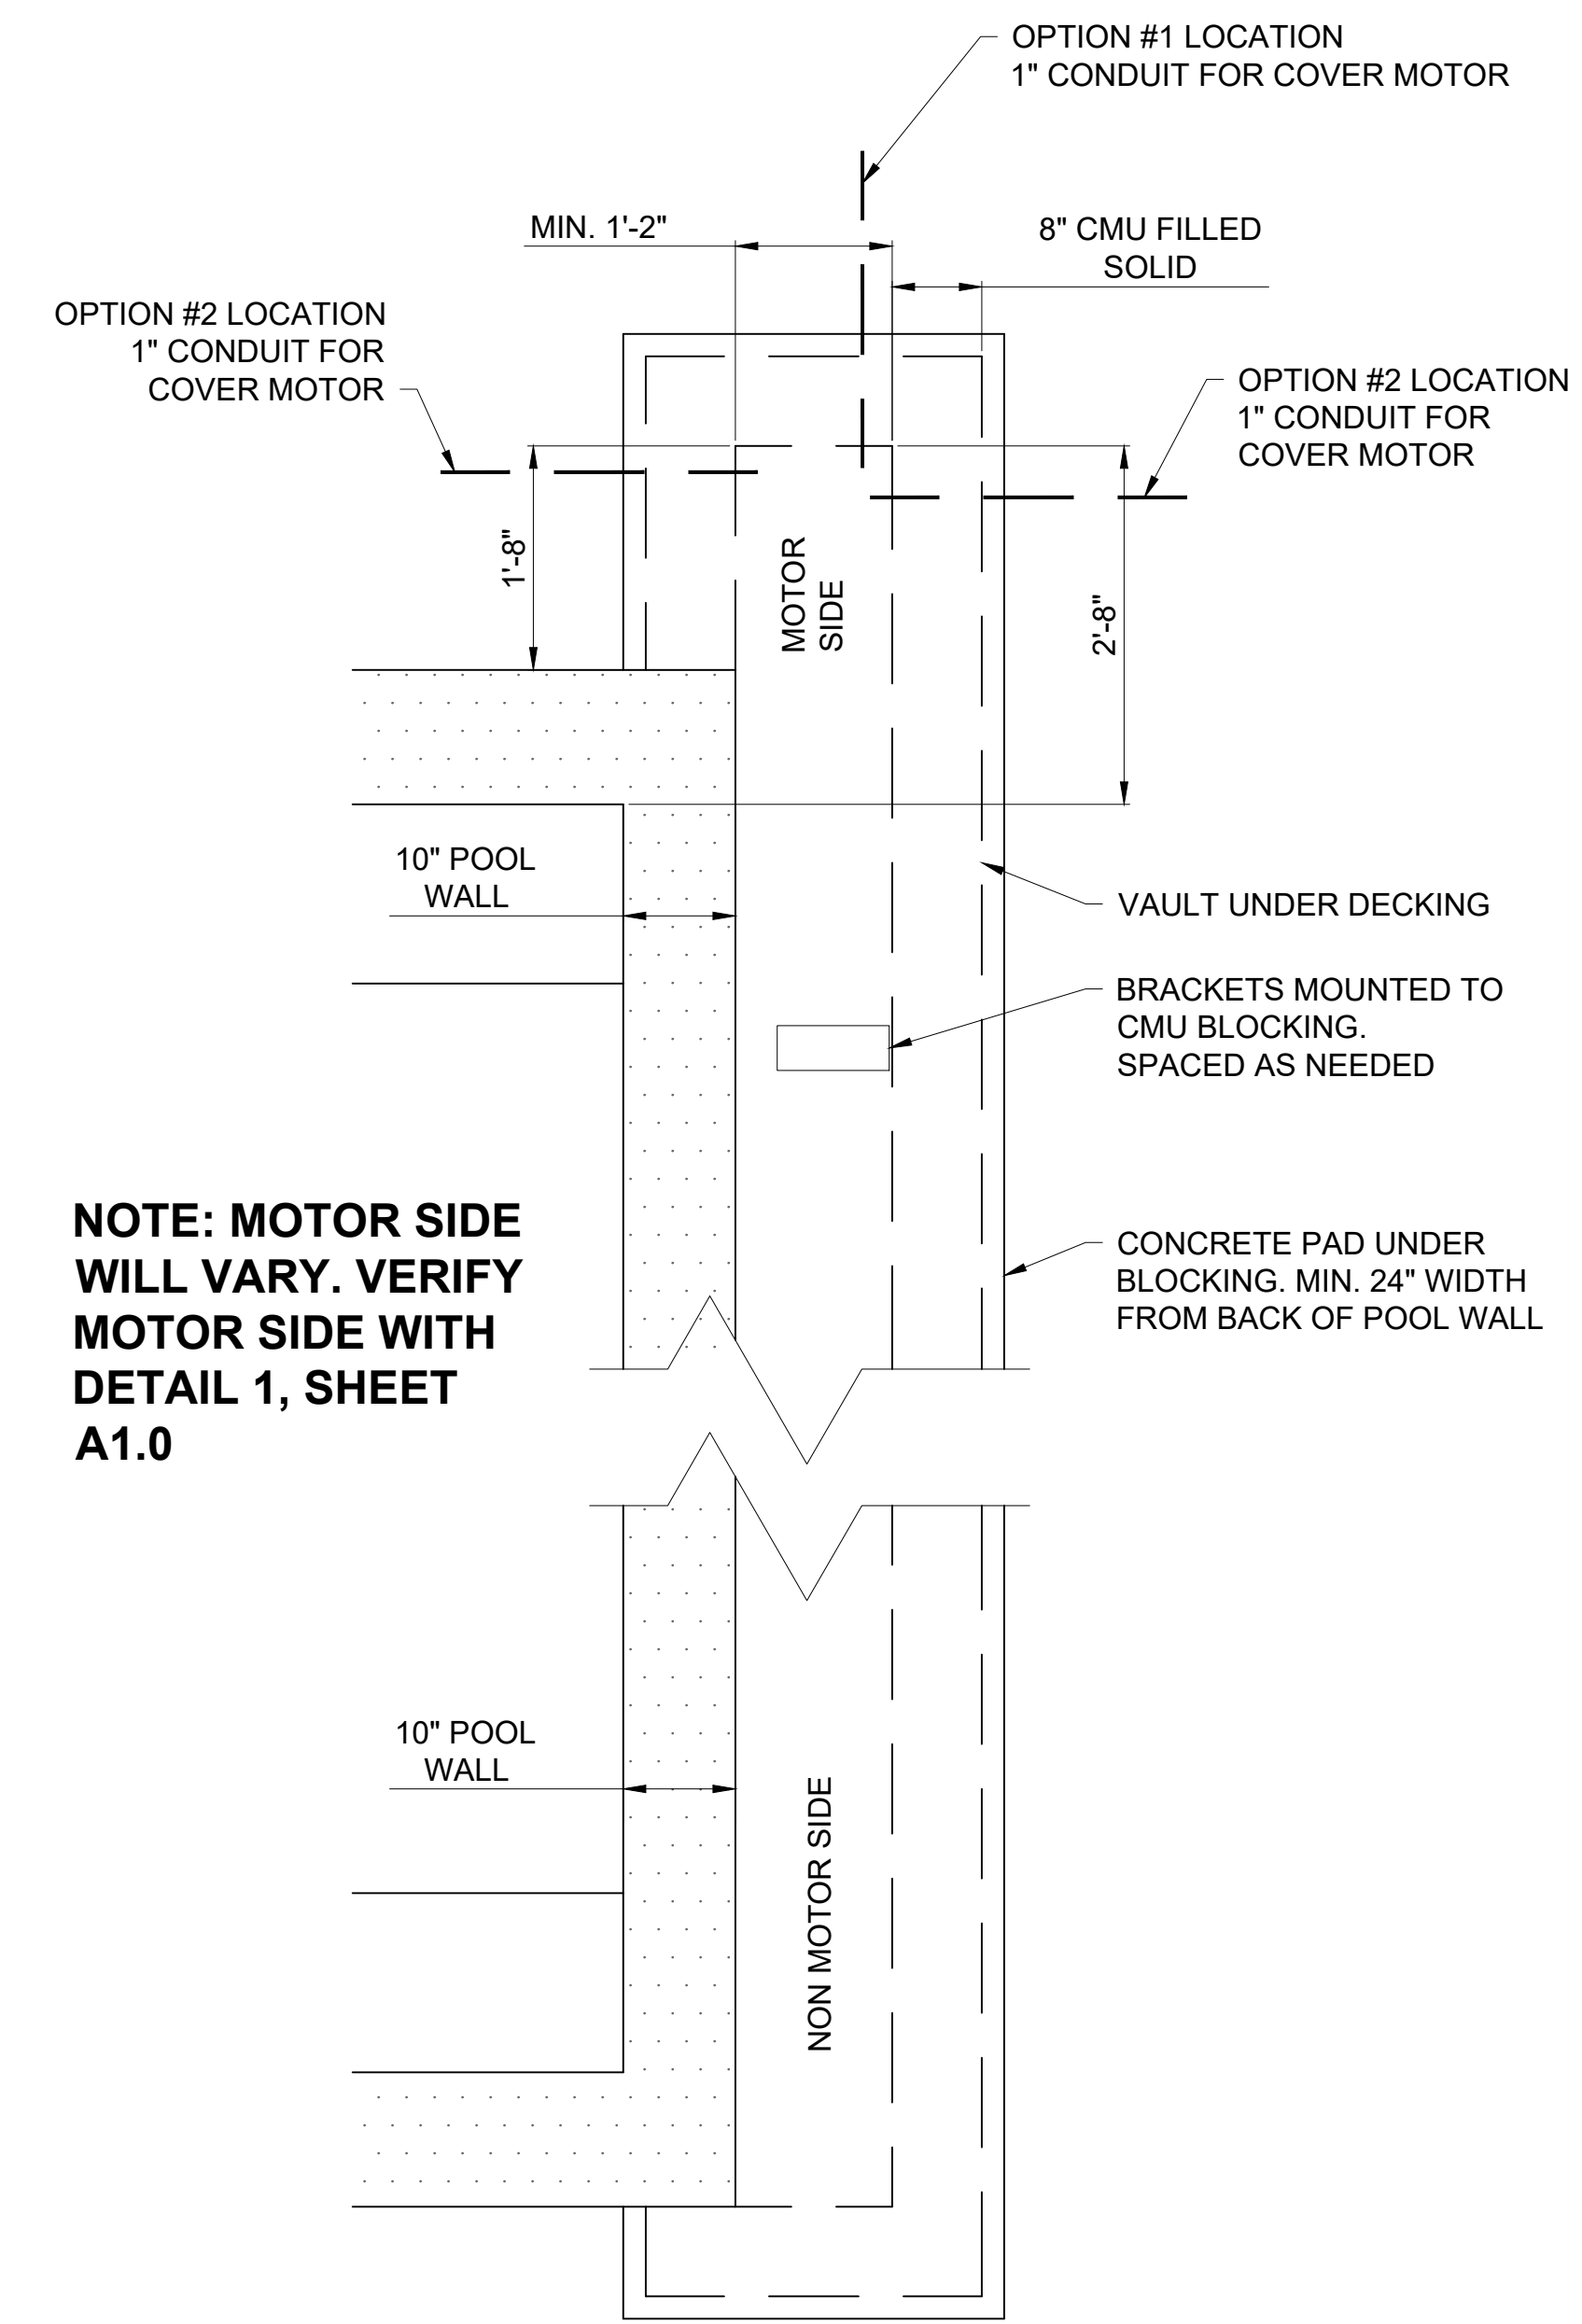 OPTION #1 LOCATION
1" CONDUIT FOR COVER MOTOR
MIN. 1'-2"
8" CMU FILLED
SOLID
OPTION #2 LOCATION
1" CONDUIT FOR
COVER MOTOR
OPTION #2 LOCATION
1" CONDUIT FOR
COVER MOTOR
1'-8"
MOTOR
SIDE
2'-8"
10" POOL
WALL
VAULT UNDER DECKING
BRACKETS MOUNTED TO
CMU BLOCKING.
SPACED AS NEEDED
NOTE: MOTOR SIDE
WILL VARY. VERIFY
MOTOR SIDE WITH
DETAIL 1, SHEET
A1.0
CONCRETE PAD UNDER
BLOCKING. MIN. 24" WIDTH
FROM BACK OF POOL WALL
10" POOL
WALL
NON MOTOR SIDE